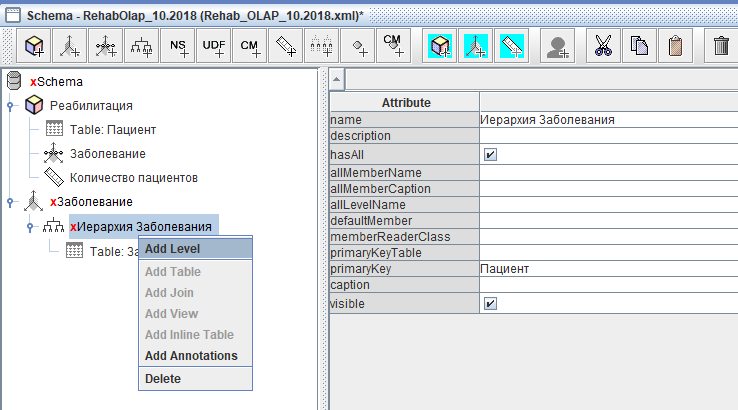 Schema - RehabOlap_10.2018 (Rehab_OLAP_10.2018.xml)*
NS UDF CM CM
xSchema
Реабилитация
Table: Пациент
Заболевание
Количество пациентов
xЗаболевание
xИерархия Заболевания
Table: За
Add Level
Add Table
Add Join
Add View
Add Inline Table
Add Annotations
Delete
Attribute
name Иерархия Заболевания
description
hasAll
allMemberName
allMemberCaption
allLevelName
defaultMember
memberReaderClass
primaryKeyTable
primaryKey Пациент
caption
visible